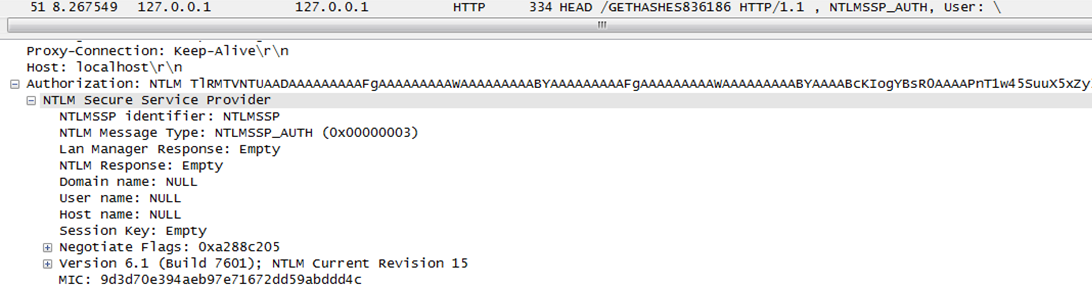 51 8.267549 127.0.0.1 127.0.0.1 HTTP 334 HEAD /GETHASHES836186 HTTP/1.1 , NTLMSSP_AUTH, User: \
Proxy-Connection: Keep-Alive\r\n
Host: localhost\r\n
Authorization: NTLM TlRMTVNTUAADAAAAAAAAAFgAAAAAAAAAWAAAAAAAAABYAAAAAAAAAFgAAAAAAAAAWAAAAAAAAABYAAAABcKIogYBsR0AAAAPnT1w45SuuX5xZy
NTLM Secure Service Provider
NTLMSSP identifier: NTLMSSP
NTLM Message Type: NTLMSSP_AUTH (0x00000003)
Lan Manager Response: Empty
NTLM Response: Empty
Domain name: NULL
User name: NULL
Host name: NULL
Session Key: Empty
Negotiate Flags: 0xa288c205
Version 6.1 (Build 7601); NTLM Current Revision 15
MIC: 9d3d70e394aeb97e71672dd59abddd4c